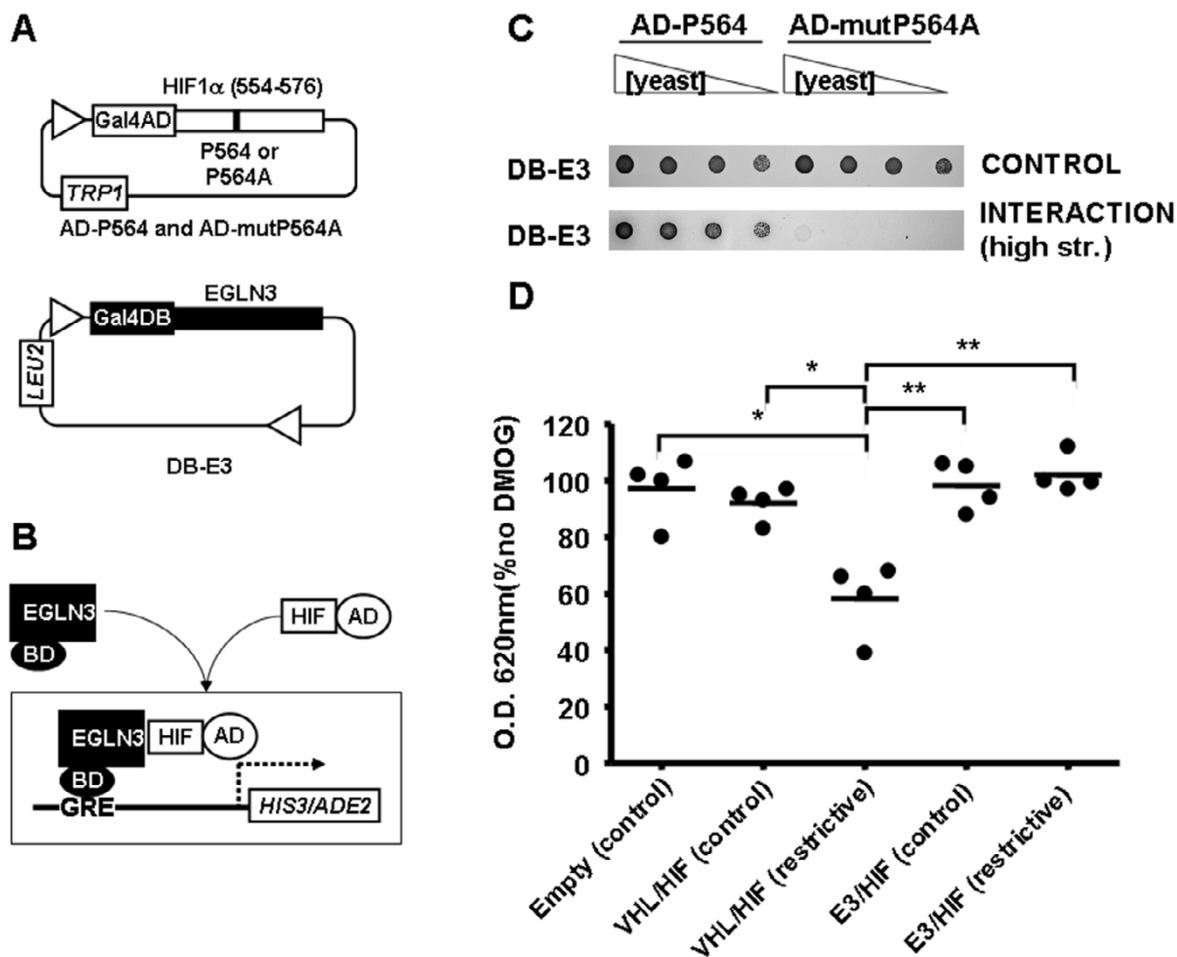 A
HIF1α (554-576)
Gal4AD
P564 or
P564A
TRP1
AD-P564 and AD-mutP564A
EGLN3
Gal4DB
LEU2
DB-E3
B
EGLN3
BD
HIF
AD
EGLN3
HIF
AD
BD
GRE
HIS3/ADE2
C
AD-P564
AD-mutP564A
[yeast]
[yeast]
DB-E3
CONTROL
DB-E3
INTERACTION
(high str.)
D
**
*
**
*
O.D. 620nm(%no DMOG)
120
100
80
60
40
20
0
Empty (control)
VHL/HIF (control)
VHL/HIF (restrictive)
E3/HIF (control)
E3/HIF (restrictive)